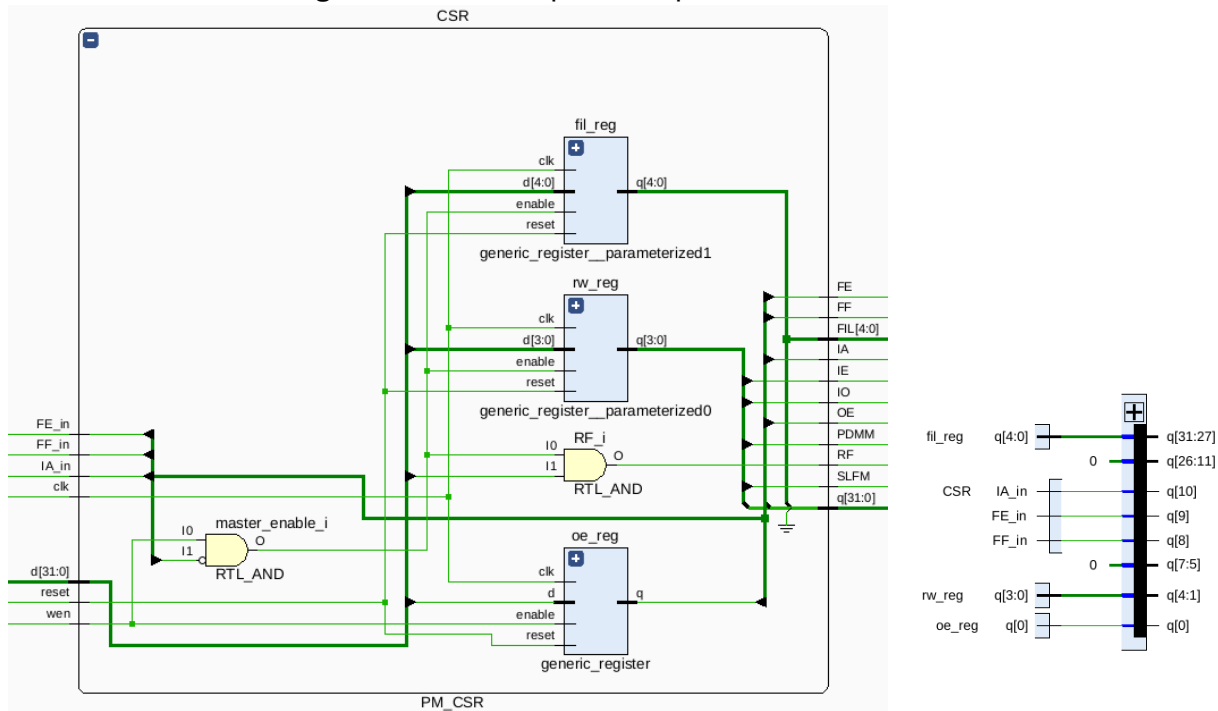 CSR
fil_reg
clk
d[4:0]
q[4:0]
enable
reset
generic_register__parameterized1
rw_reg
clk
d[3:0]
q[3:0]
enable
reset
generic_register__parameterized0
RF_i
I0
I1
O
RTL_AND
FE_in
FF_in
IA_in
clk
master_enable_i
I0
I1
O
RTL_AND
oe_reg
clk
d
q
enable
reset
generic_register
d[31:0]
reset
wen
FE
FF
FIL[4:0]
IA
IE
IO
OE
PDMM
RF
SLFM
q[31:0]
PM_CSR
fil_reg q[4:0] q[31:27]
0 q[26:11]
CSR IA_in q[10]
FE_in q[9]
FF_in q[8]
0 q[7:5]
rw_reg q[3:0] q[4:1]
oe_reg q[0] q[0]